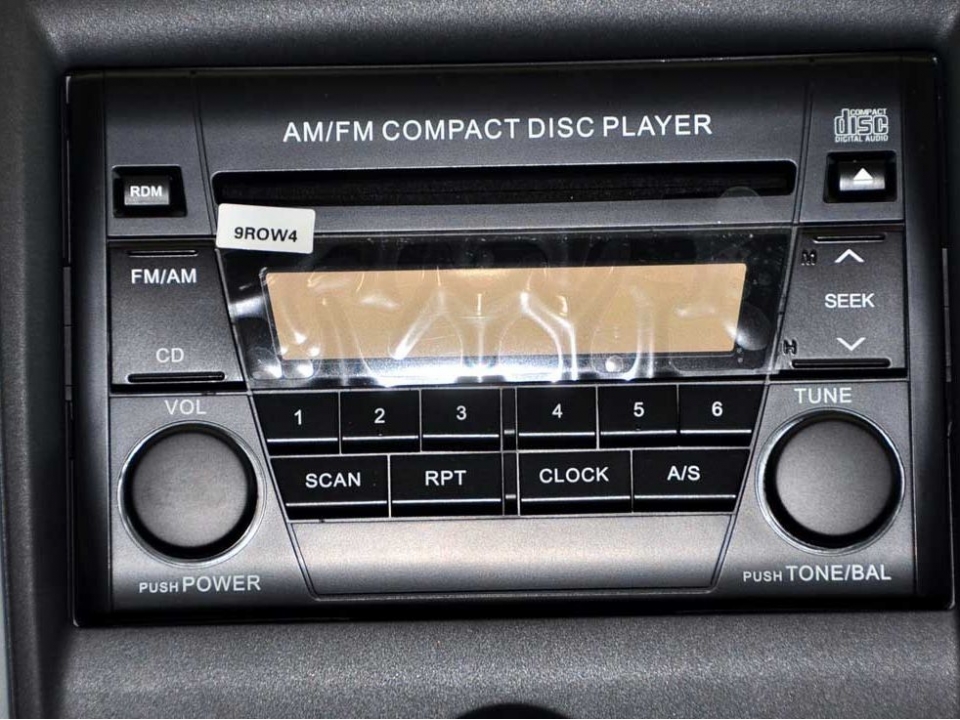 AM/FM COMPACT DISC PLAYER
COMPACT
disc
DIGITAL AUDIO
RDM
9ROW4
FM/AM
M
SEEK
CD
H
VOL
TUNE
1 2 3 4 5 6
SCAN RPT CLOCK A/S
PUSH POWER
PUSH TONE/BAL